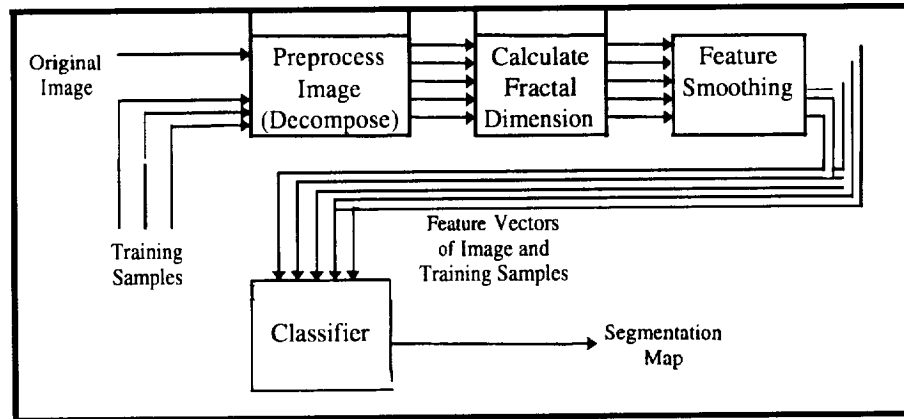 Original
Image
Preprocess
Image
(Decompose)
Calculate
Fractal
Dimension
Feature
Smoothing
Training
Samples
Feature Vectors
of Image and
Training Samples
Classifier
Segmentation
Map